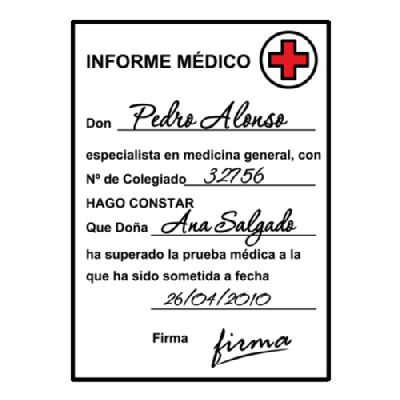 INFORME MÉDICO
Don Pedro Alonso
especialista en medicina general, con
Nº de Colegiado 32756
HAGO CONSTAR
Que Doña Ana Salgado
ha superado la prueba médica a la
que ha sido sometida a fecha
26/04/2010
Firma firma